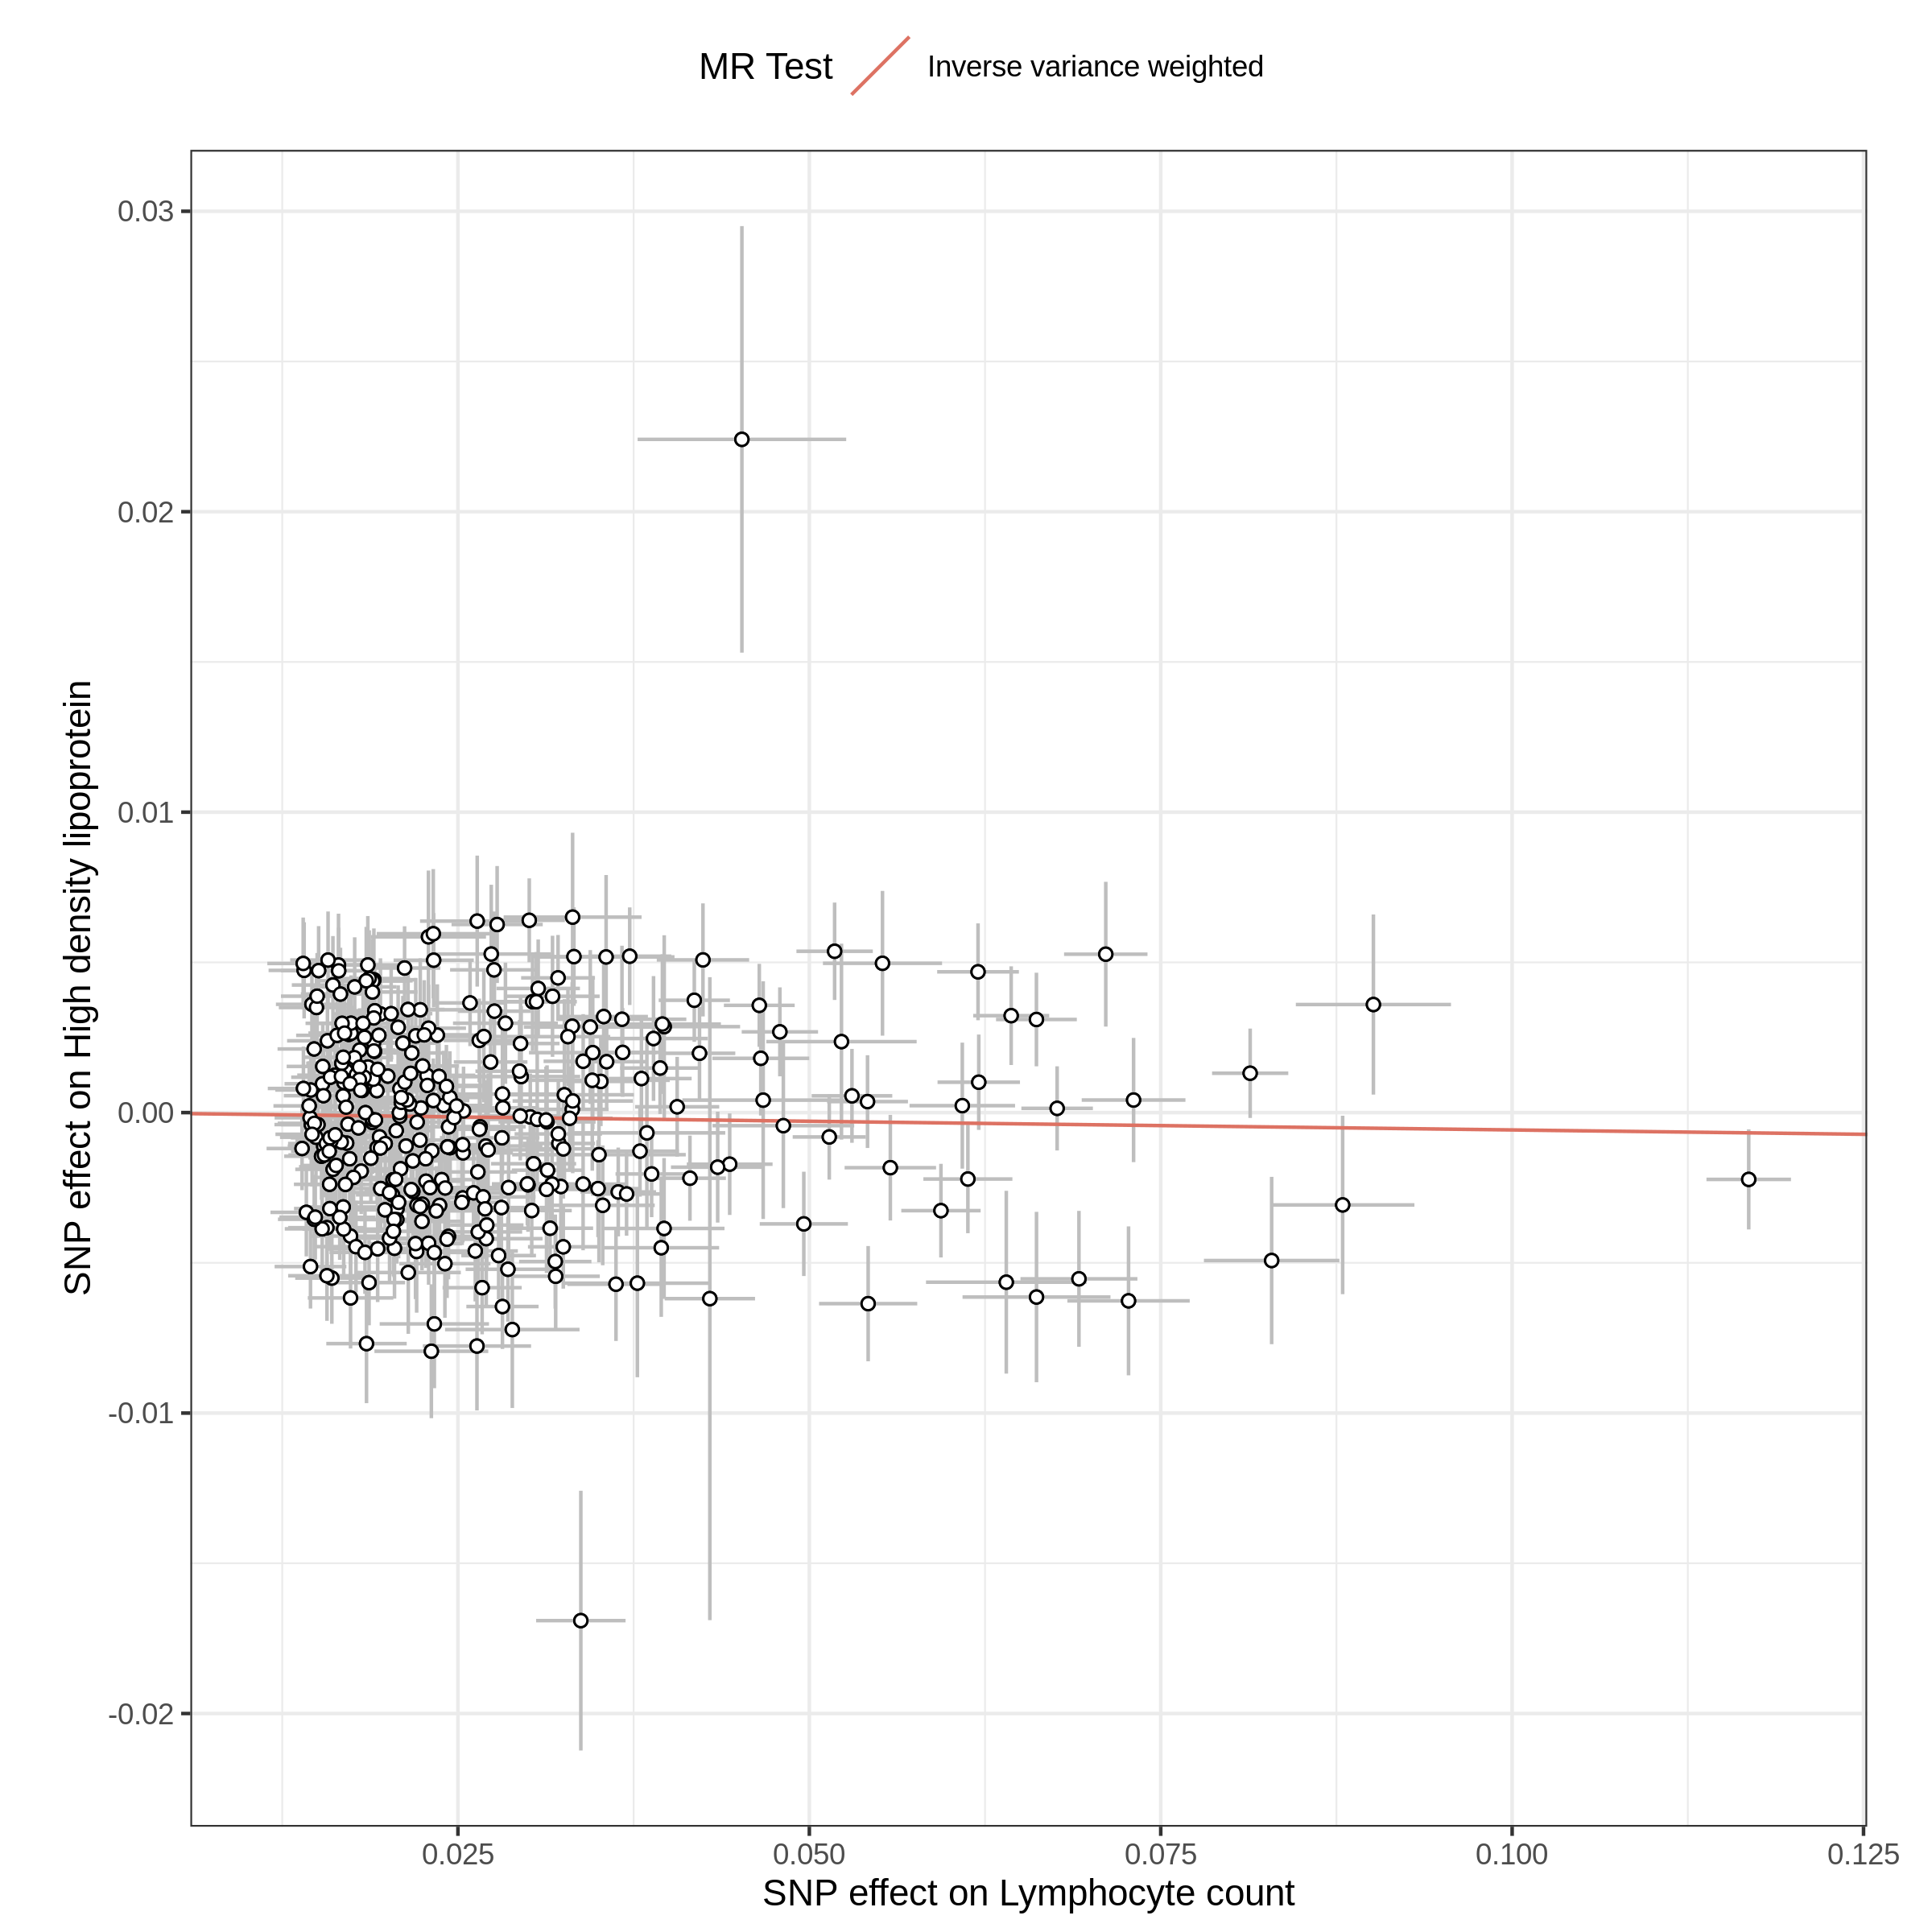 MR Test
Inverse variance weighted
0.03
0.02
0.01
0.00
-0.01
-0.02
SNP effect on High density lipoprotein
0.025
0.050
0.075
0.100
0.125
SNP effect on Lymphocyte count